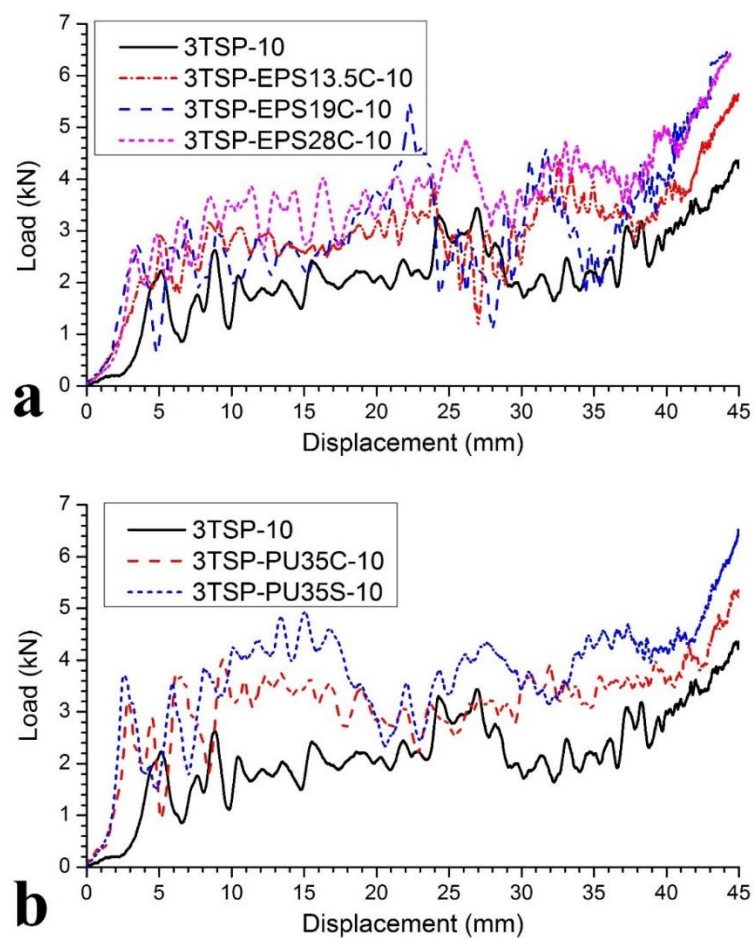 7
6
5
4
3
2
1
0
Load (kN)
3TSP-10
3TSP-EPS13.5C-10
3TSP-EPS19C-10
3TSP-EPS28C-10
0 5 10 15 20 25 30 35 40 45
Displacement (mm)
a
7
6
5
4
3
2
1
0
Load (kN)
3TSP-10
3TSP-PU35C-10
3TSP-PU35S-10
0 5 10 15 20 25 30 35 40 45
Displacement (mm)
b